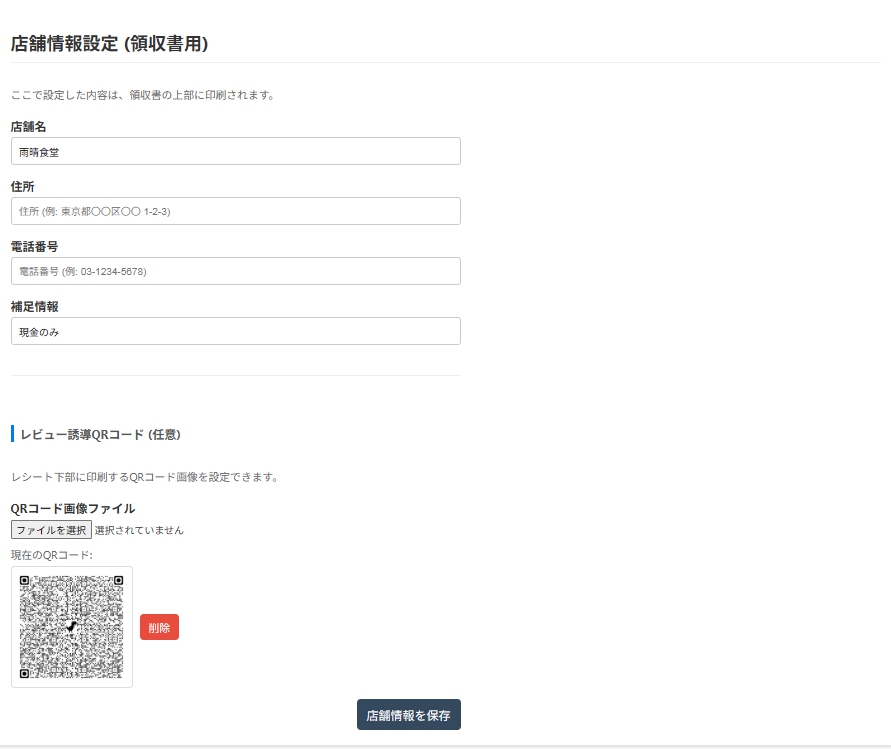 店舗情報設定 (領収書用)
ここで設定した内容は、領収書の上部に印刷されます。
店舗名
雨晴食堂
住所
住所 (例: 東京都〇〇区〇〇 1-2-3)
電話番号
電話番号 (例: 03-1234-5678)
補足情報
現金のみ
レビュー誘導QRコード (任意)
レシート下部に印刷するQRコード画像を設定できます。
QRコード画像ファイル
ファイルを選択 選択されていません
現在のQRコード:
削除
店舗情報を保存